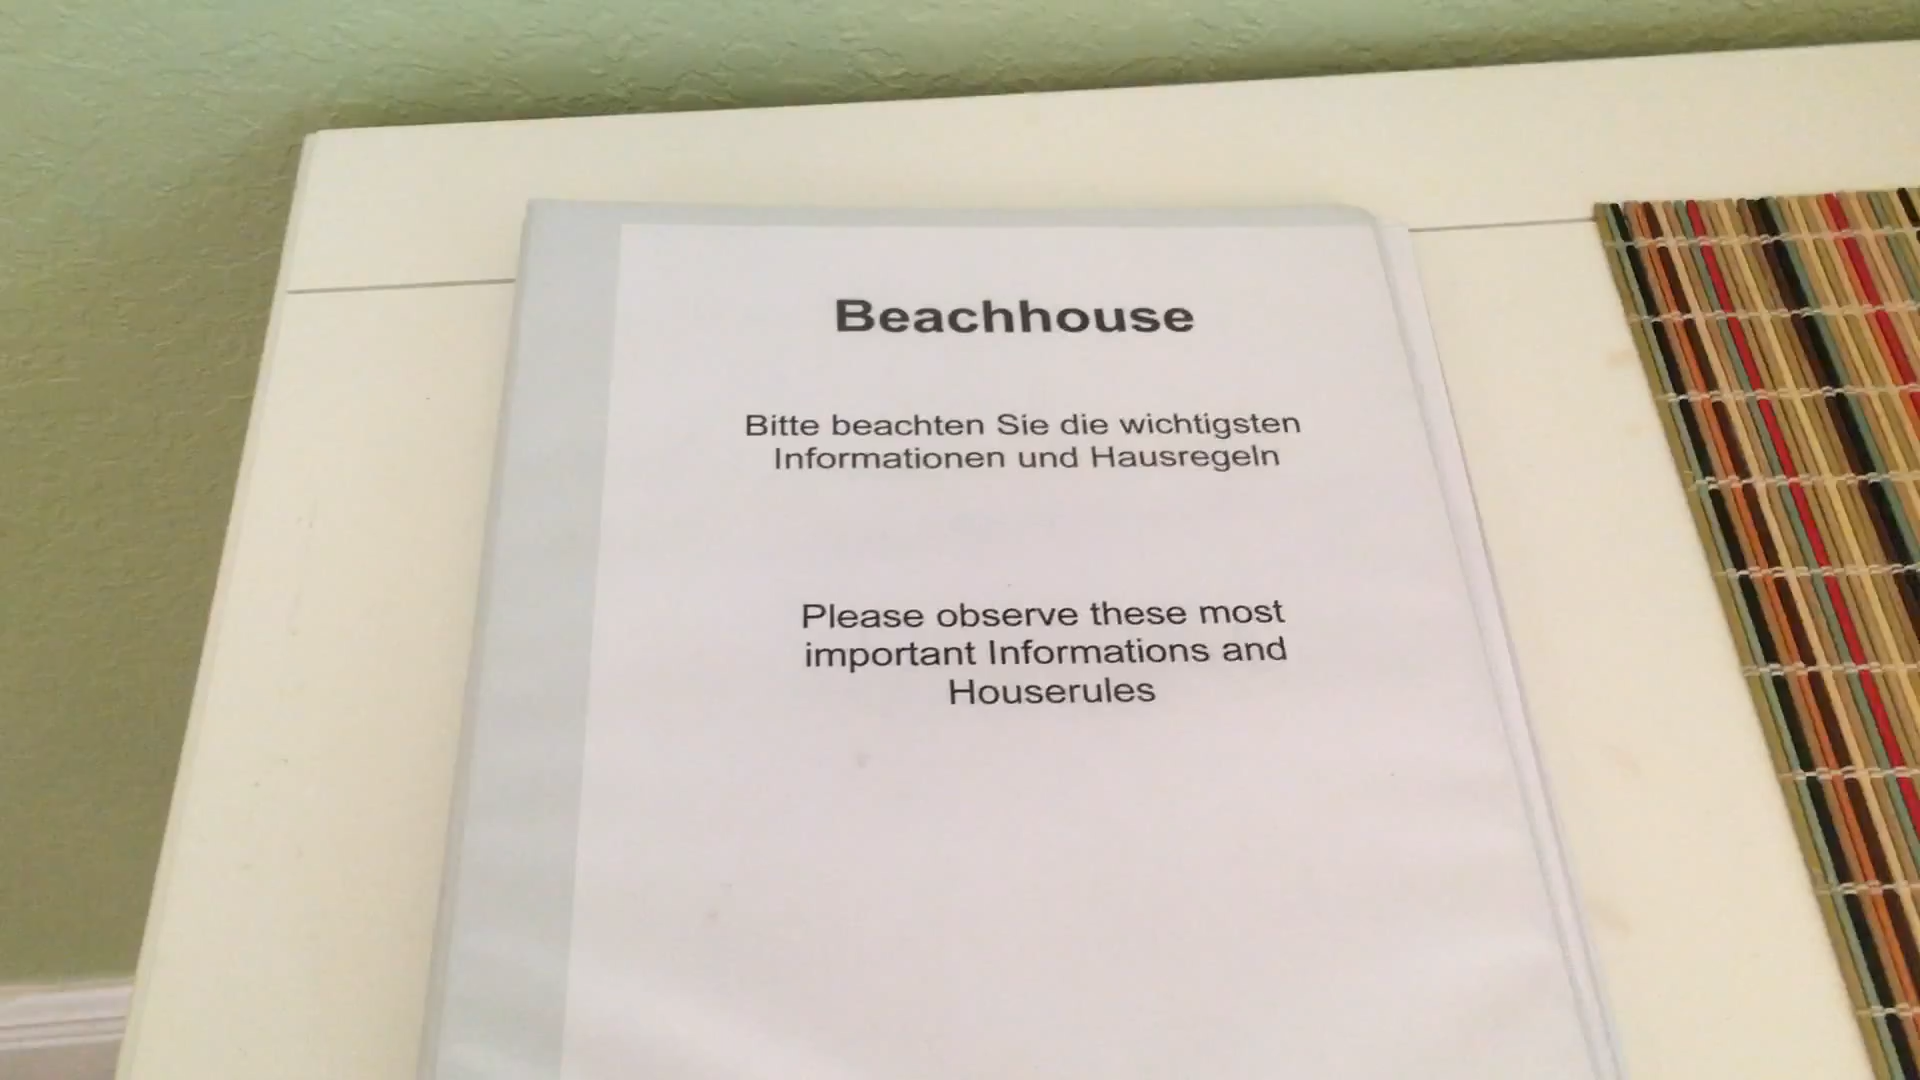 Beachhouse
Bitte beachten Sie die wichtigsten
Informationen und Hausregeln
Please observe these most
important Informations and
Houserules